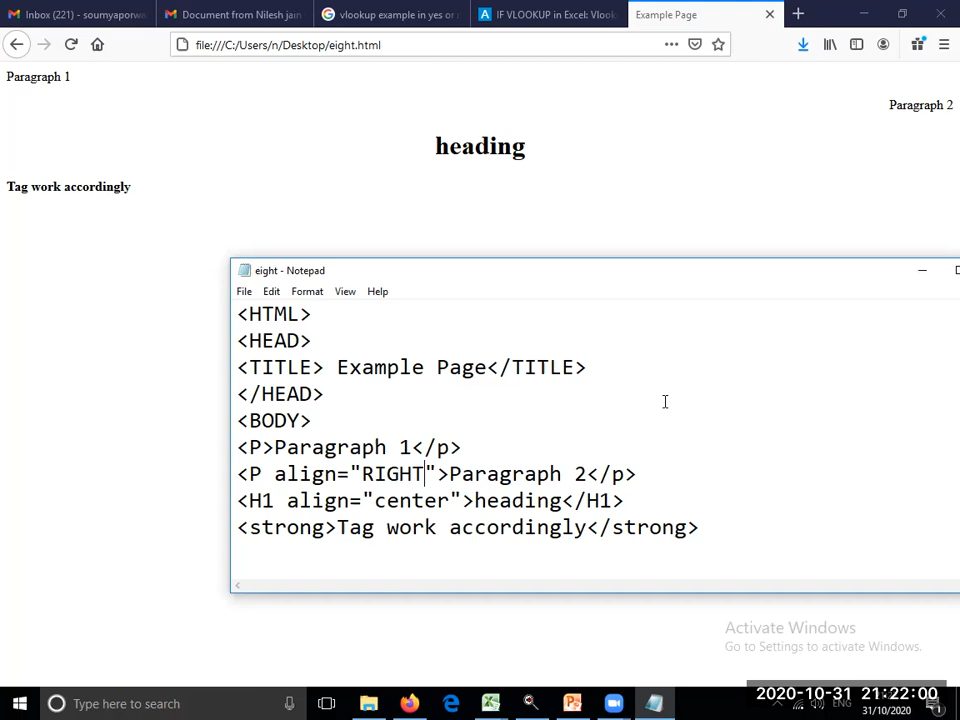 Inbox (221) - soumyaporwa
Document from Nilesh jain
vlookup example in yes or
IF VLOOKUP in Excel: Vlook
Example Page
file:///C:/Users/n/Desktop/eight.html
Paragraph 1
Paragraph 2
heading
Tag work accordingly
eight - Notepad
File Edit Format View Help
<HTML>
<HEAD>
<TITLE> Example Page</TITLE>
</HEAD>
<BODY>
<P>Paragraph 1</p>
<P align="RIGHT">Paragraph 2</p>
<H1 align="center">heading</H1>
<strong>Tag work accordingly</strong>
Activate Windows
Go to Settings to activate Windows.
Type here to search
ENG
2020-10-31 21:22:00
31/10/2020